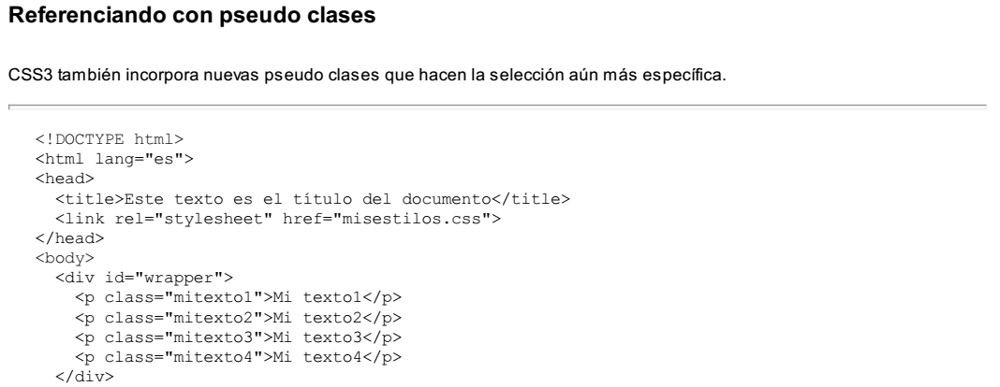 Referenciando con pseudo clases
CSS3 también incorpora nuevas pseudo clases que hacen la selección aún más específica.
<!DOCTYPE html>
<html lang="es">
<head>
<title>Este texto es el título del documento</title>
<link rel="stylesheet" href="misestilos.css">
</head>
<body>
<div id="wrapper">
<p class="mitexto1">Mi texto1</p>
<p class="mitexto2">Mi texto2</p>
<p class="mitexto3">Mi texto3</p>
<p class="mitexto4">Mi texto4</p>
</div>